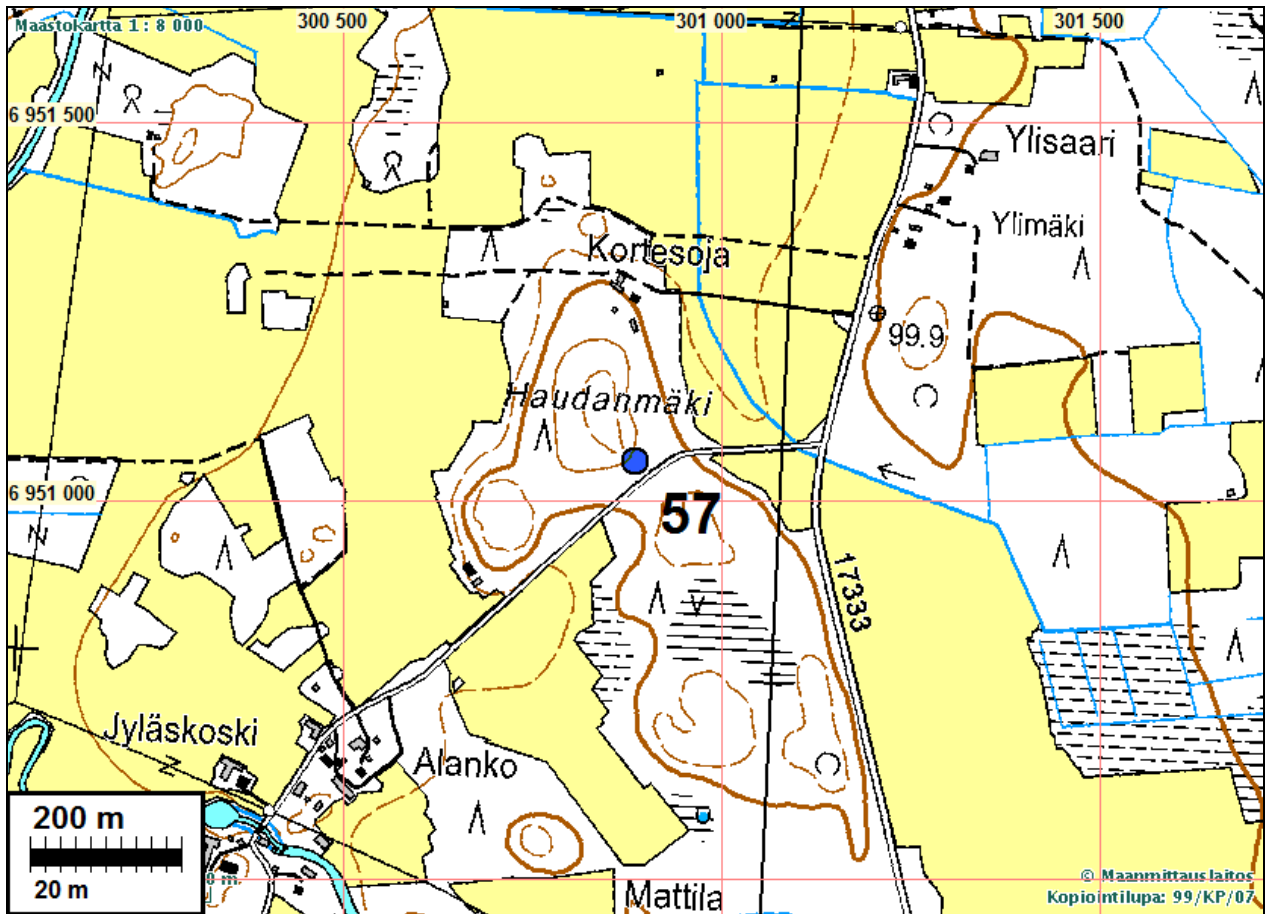 Maastokartta 1 : 8 000
300 500
301 000
301 500
6 951 500
Ylisaari
Ylimäki
Kortesoja
99.9
Haudanmäki
6 951 000
57
17333
Jyläskoski
Alanko
200 m
20 m
Mattila
© Maanmittauslaitos
Kopiointilupa: 99/KP/07